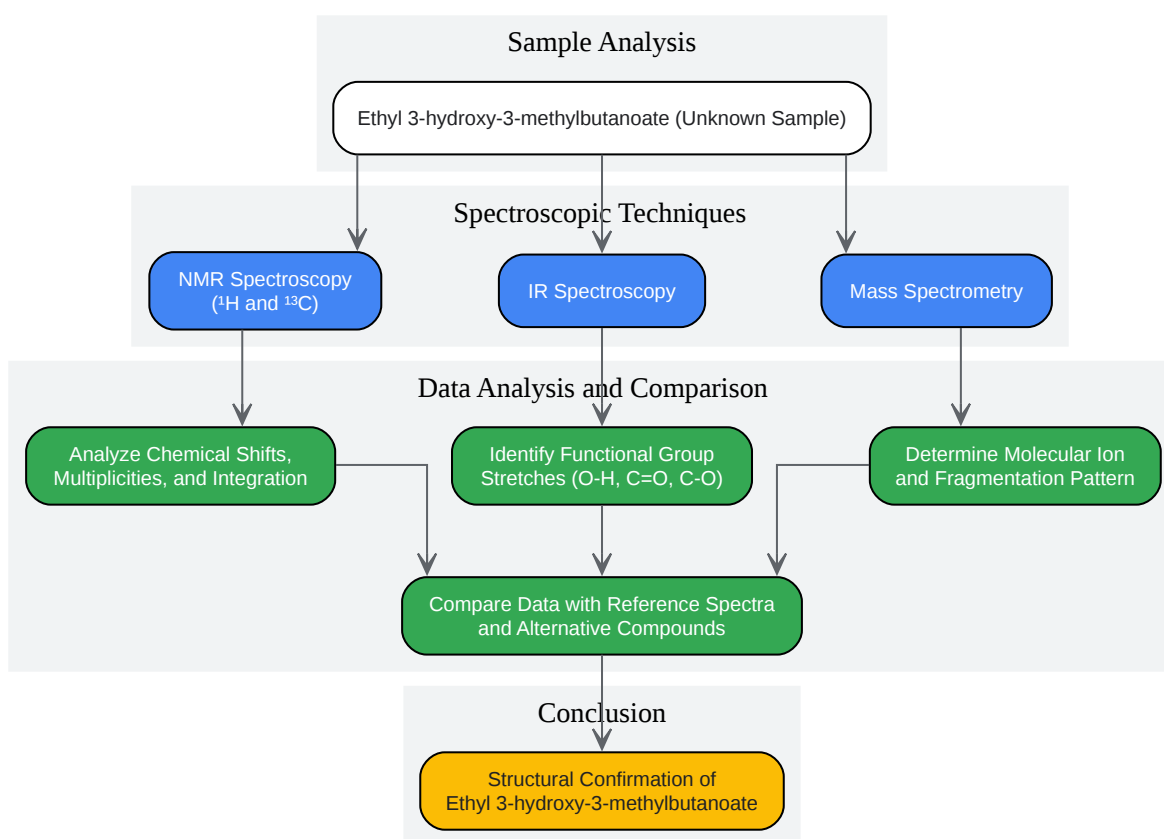 Sample Analysis
Ethyl 3-hydroxy-3-methylbutanoate (Unknown Sample)
Spectroscopic Techniques
NMR Spectroscopy
(¹H and ¹³C)
IR Spectroscopy
Mass Spectrometry
Data Analysis and Comparison
Analyze Chemical Shifts,
Multiplicities, and Integration
Identify Functional Group
Stretches (O-H, C=O, C-O)
Determine Molecular Ion
and Fragmentation Pattern
Compare Data with Reference Spectra
and Alternative Compounds
Conclusion
Structural Confirmation of
Ethyl 3-hydroxy-3-methylbutanoate